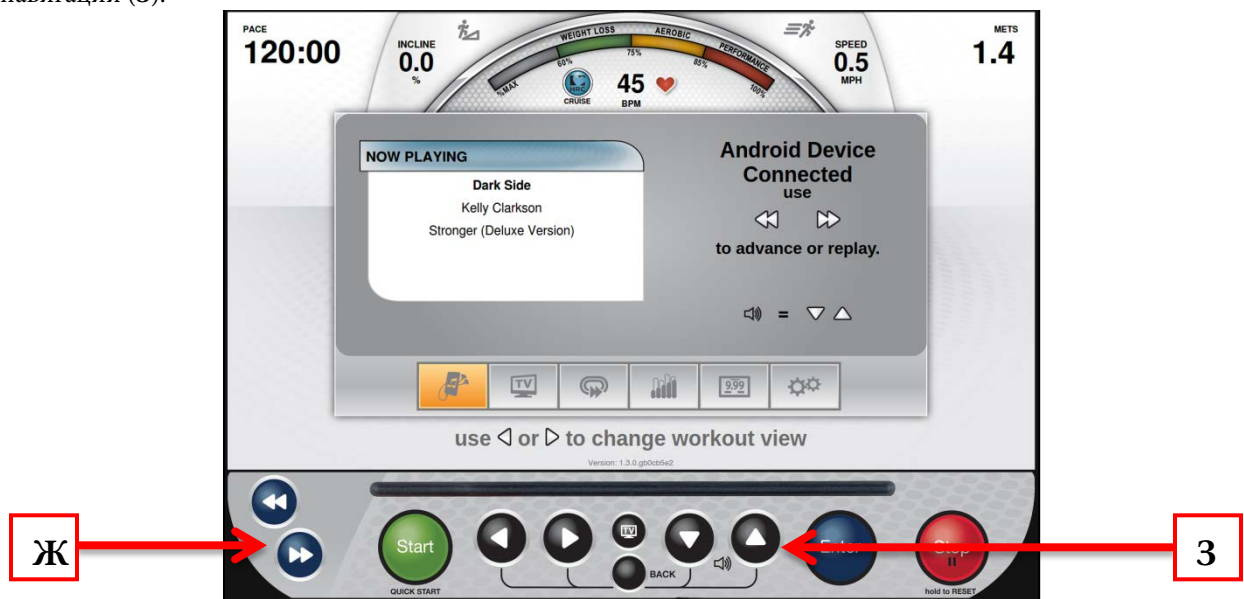 навигация (З).
PACE
120:00
INCLINE
0.0
%
WEIGHT LOSS
AEROBIC
PERFORMANCE
%MAX
60%
75%
85%
100%
HRC
CRUISE
45
BPM
SPEED
0.5
MPH
METS
1.4
NOW PLAYING
Dark Side
Kelly Clarkson
Stronger (Deluxe Version)
Android Device
Connected
use
to advance or replay.
=
TV
9.99
use ◁ or ▷ to change workout view
Version: 1.3.0.gb0cb5e2
Ж
Start
QUICK START
TV
BACK
Enter
Stop
hold to RESET
З